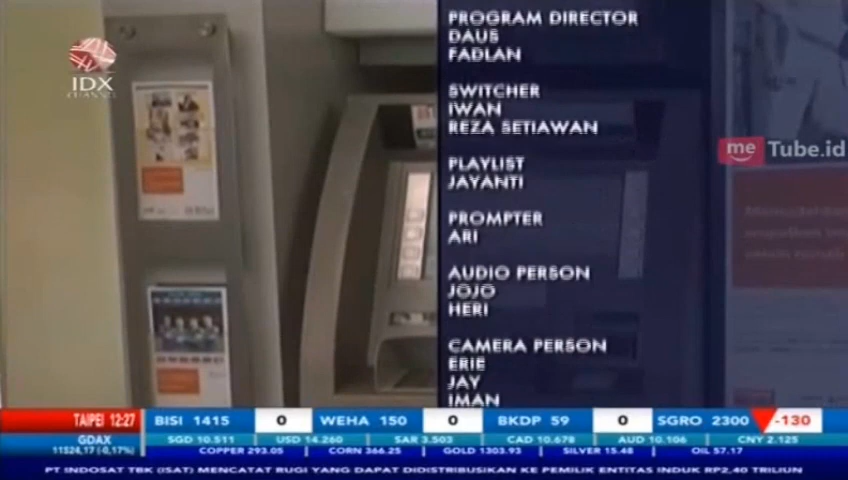 IDX
CHANNEL
PROGRAM DIRECTOR
DAUS
FADLAN
SWITCHER
IWAN
REZA SETIAWAN
PLAYLIST
JAYANTI
PROMPTER
ARI
AUDIO PERSON
JOJO
HERI
CAMERA PERSON
ERIE
JAY
IMAN
me Tube.id
TAIPEI 12:27
BISI 1415 0 WEHA 150 0 BKDP 59 0 SGRO 2300 -130
GDAX
11524,17 (-0,17%)
SGD 10.511 USD 14.260 SAR 3.503 CAD 10.678 AUD 10.106 CNY 2.125
COPPER 293.05 CORN 366.25 GOLD 1303.93 SILVER 15.48 OIL 57.17
PT INDOSAT TBK (ISAT) MENCATAT RUGI YANG DAPAT DIDISTRIBUSIKAN KE PEMILIK ENTITAS INDUK RP2,40 TRILIUN